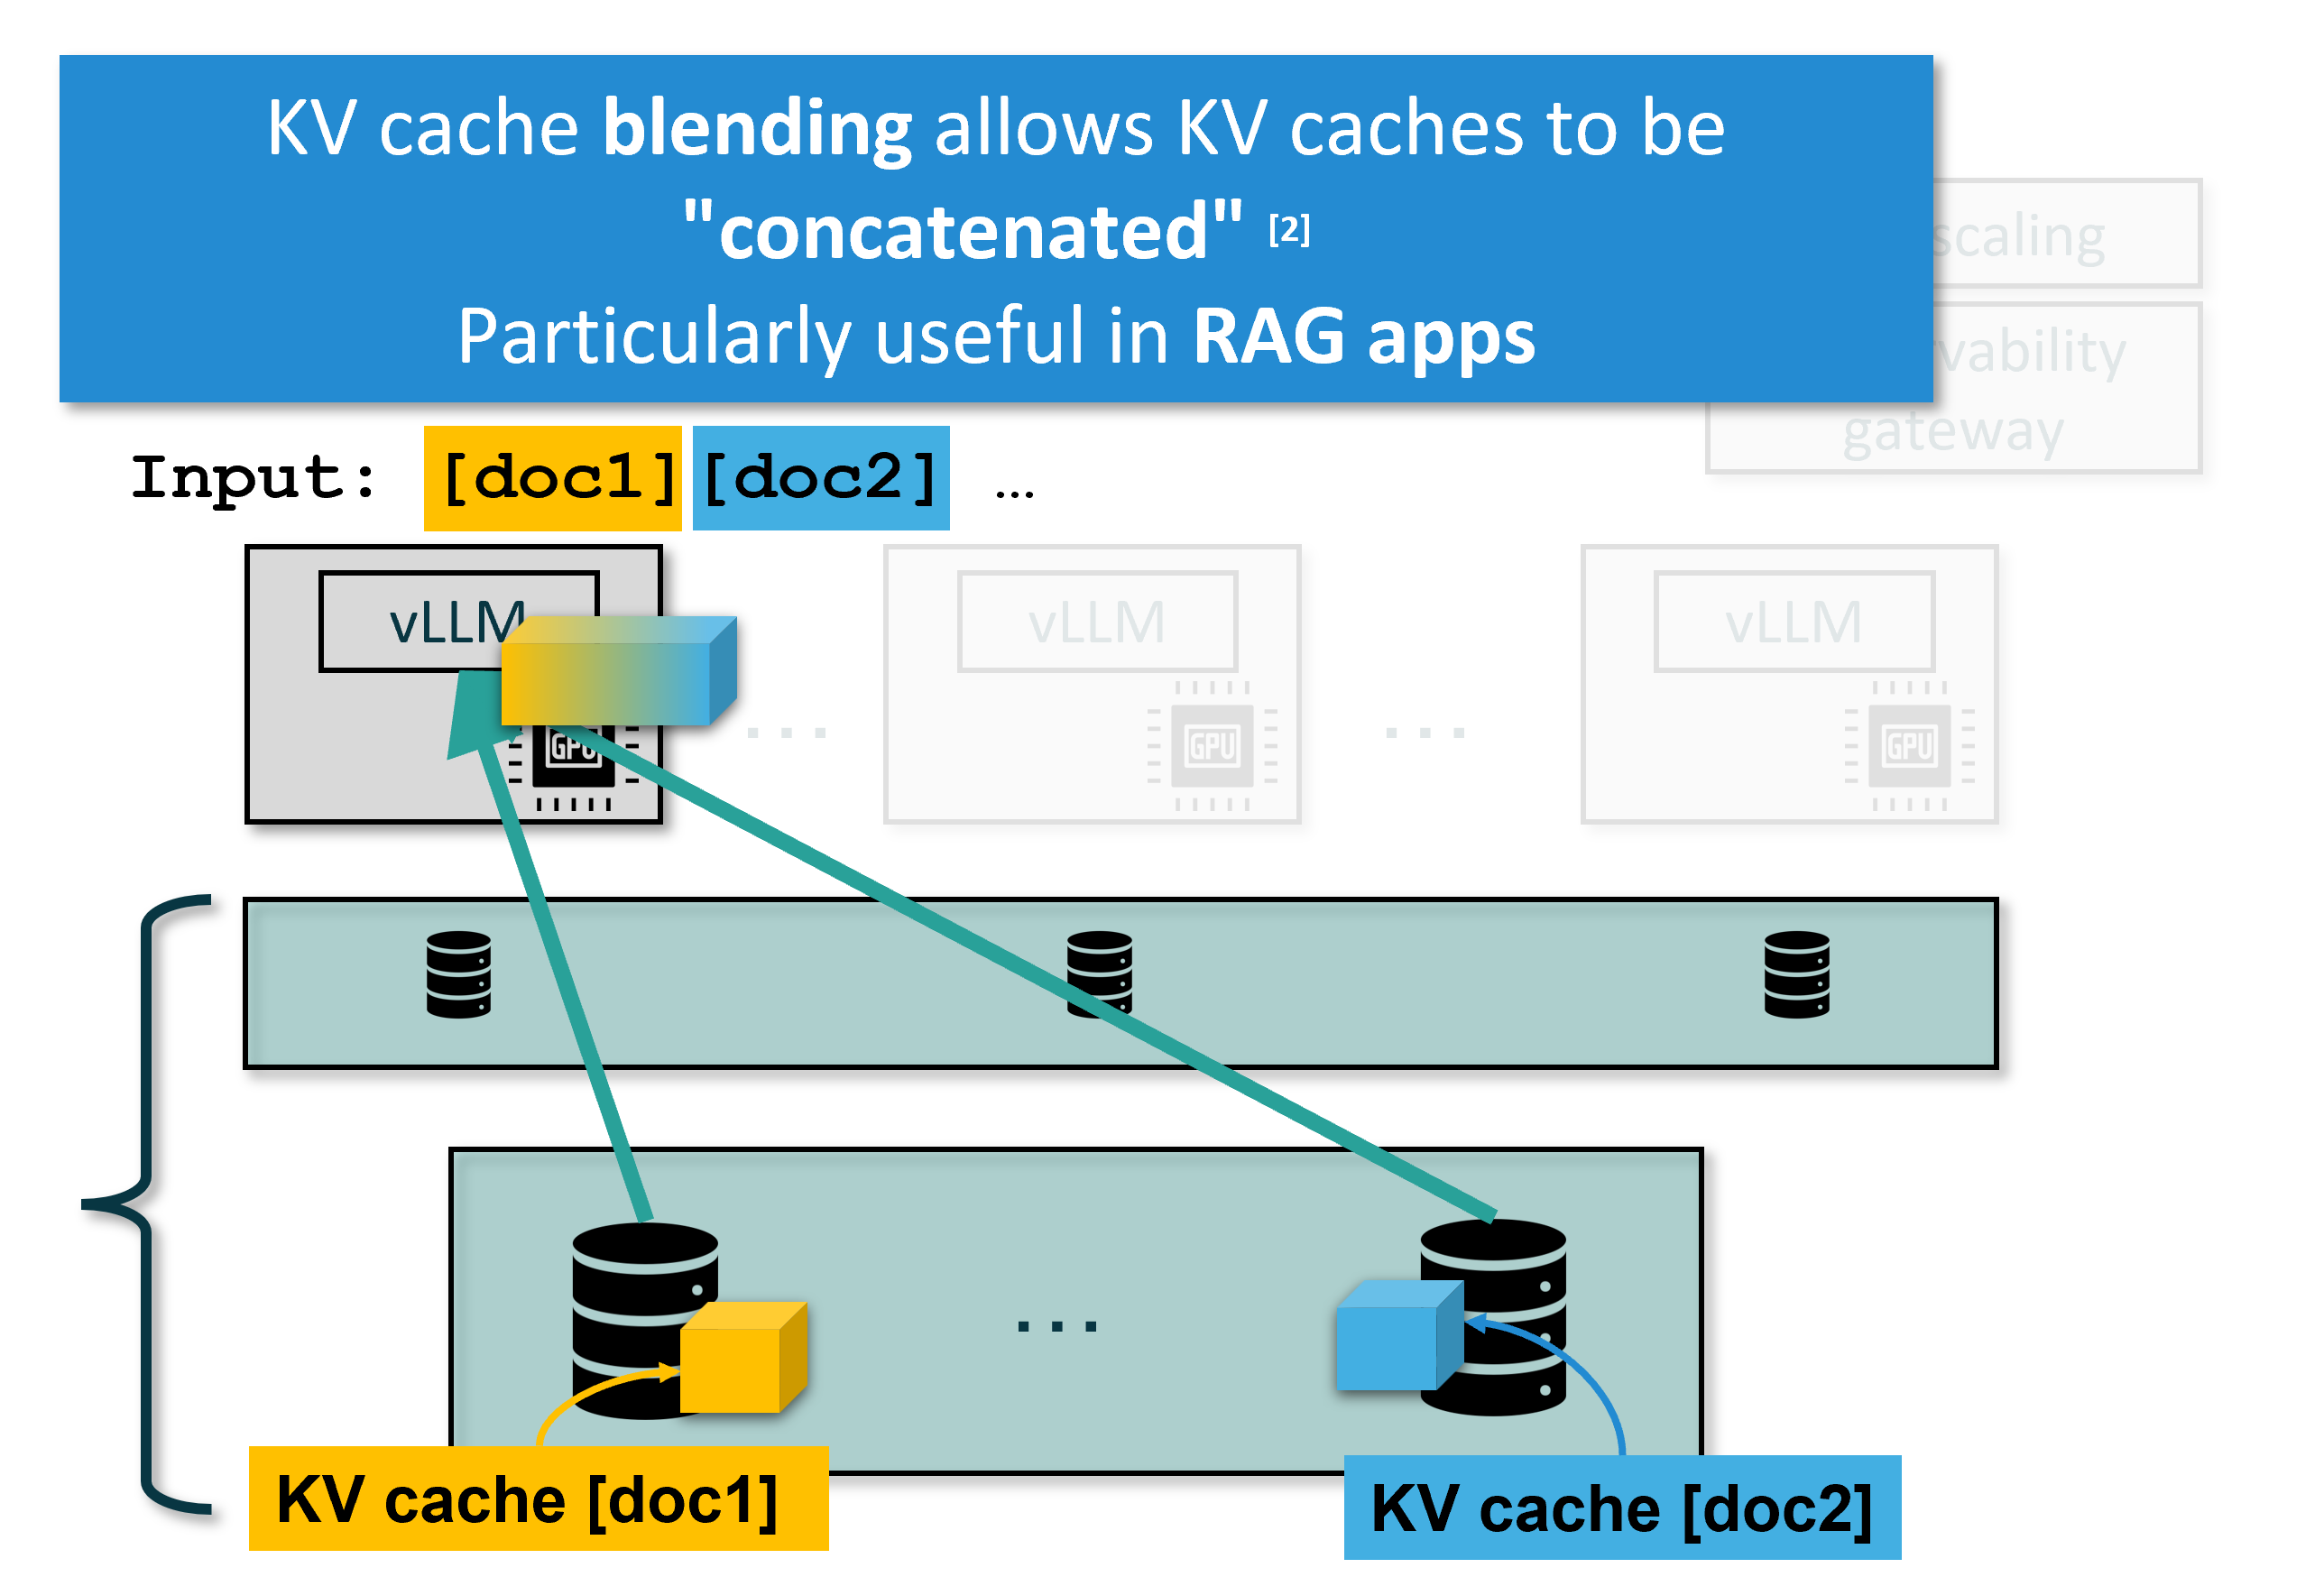 KV cache blending allows KV caches to be
"concatenated" [2]
Particularly useful in RAG apps
scaling
vability
gateway
Input: [doc1] [doc2] ...
vLLM
vLLM
vLLM
GPU
GPU
GPU
... 
...
...
KV cache [doc1]
KV cache [doc2]